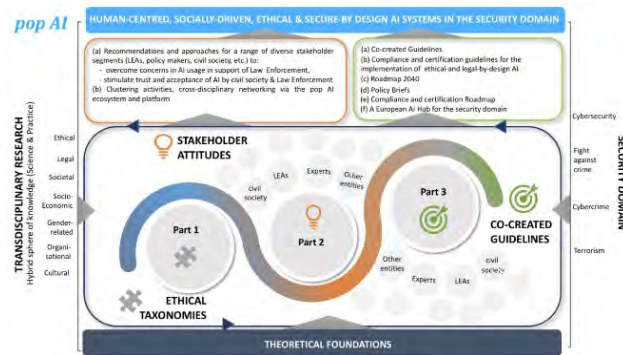 pop AI
HUMAN-CENTRED, SOCIALLY-DRIVEN, ETHICAL & SECURE-BY DESIGN AI SYSTEMS IN THE SECURITY DOMAIN
(a) Recommendations and approaches for a range of diverse stakeholder
segments (LEAs, policy makers, civil society, etc.) to:
- overcome concerns in AI usage in support of Law Enforcement,
- stimulate trust and acceptance of AI by civil society & Law Enforcement
(b) Clustering activities, cross-disciplinary networking via the pop AI
ecosystem and platform
(a) Co-created Guidelines
(b) Compliance and certification guidelines for the
implementation of ethical-and legal-by-design AI
(c) Roadmap 2040
(d) Policy Briefs
(e) Compliance and certification Roadmap
(f) A European AI Hub for the security domain
TRANSDISCIPLINARY RESEARCH
Hybrid sphere of knowledge (Science & Practice)
Ethical
Legal
Societal
Socio-
Economic
Gender-
related
Organi-
sational
Cultural
STAKEHOLDER
ATTITUDES
civil
society
LEAs
Experts
Other
entities
Part 1
Part 2
Part 3
ETHICAL
TAXONOMIES
CO-CREATED
GUIDELINES
Other
entities
Experts
LEAs
civil
society
Cybersecurity
Fight
against
crime
Cybercrime
Terrorism
SECURITY DOMAIN
THEORETICAL FOUNDATIONS